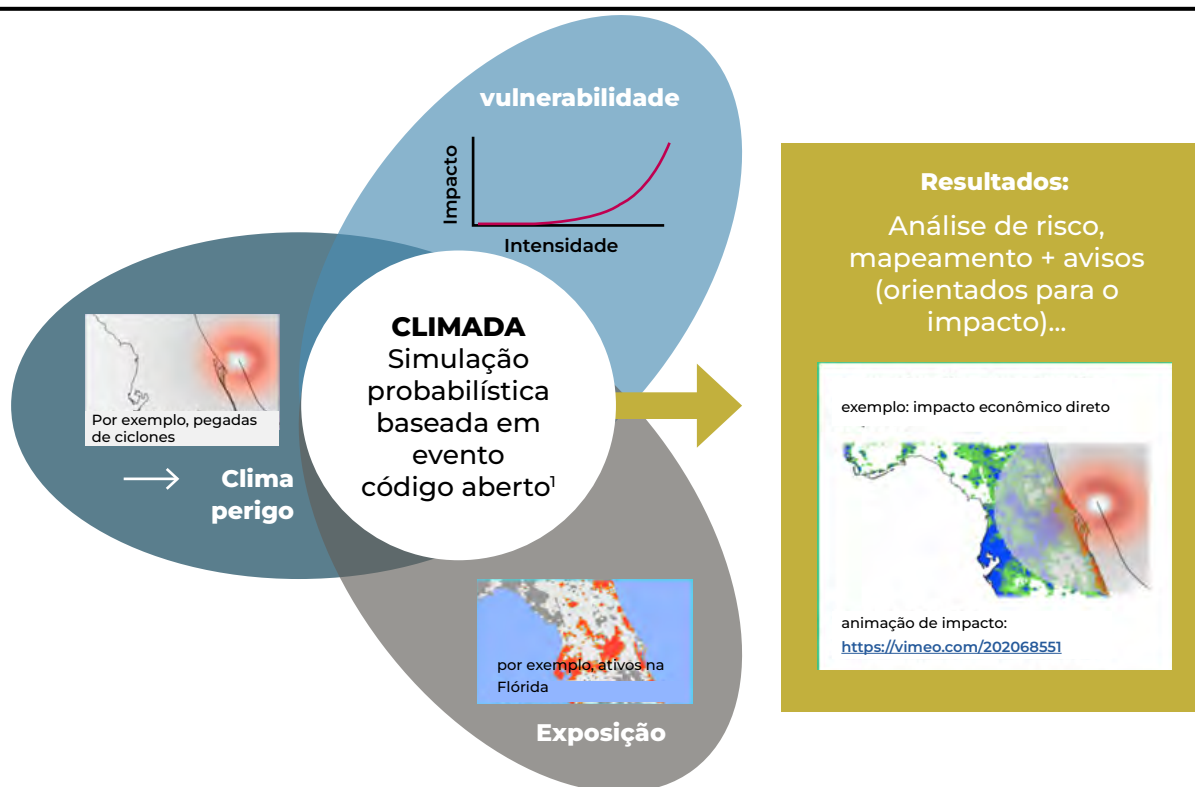 vulnerabilidade
Impacto
Intensidade
Por exemplo, pegadas
de ciclones
Clima
perigo
CLIMADA
Simulação
probabilística
baseada em
evento
código aberto¹
por exemplo, ativos na
Flórida
Exposição
Resultados:
Análise de risco,
mapeamento + avisos
(orientados para o
impacto)...
exemplo: impacto econômico direto
animação de impacto:
https://vimeo.com/202068551